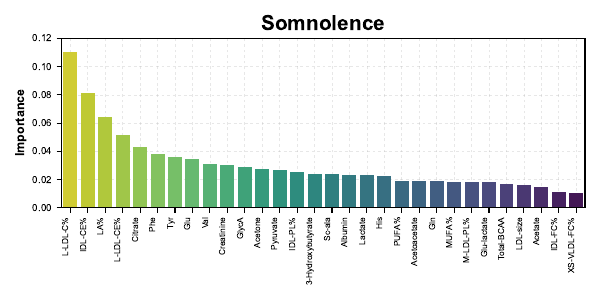 Somnolence
Importance
0.12
0.10
0.08
0.06
0.04
0.02
0.00
L-LDL-C%
IDL-CE%
LA%
L-LDL-CE%
Citrate
Phe
Tyr
Glu
Val
Creatinine
GlycA
Acetone
Pyruvate
IDL-PL%
3-Hydroxybutyrate
Sc-ala
Albumin
Lactate
His
PUFA%
Acetoacetate
Gln
MUFA%
M-LDL-PL%
Glu-lactate
Total-BCAA
LDL-size
Acetate
IDL-FC%
XS-VLDL-FC%